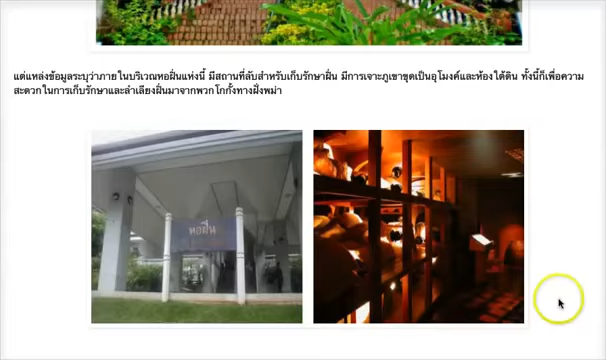 แต่แหล่งข้อมูลระบุว่าภายในบริเวณหอฝิ่นแห่งนี้ มีสถานที่ลับสำหรับเก็บรักษาฝิ่น มีการเจาะภูเขาขุดเป็นอุโมงค์และห้องใต้ดิน ทั้งนี้ก็เพื่อความ
สะดวกในการเก็บรักษาและลำเลียงฝิ่นมาจากพวกโกกั้งทางฝั่งพม่า
หอฝิ่น